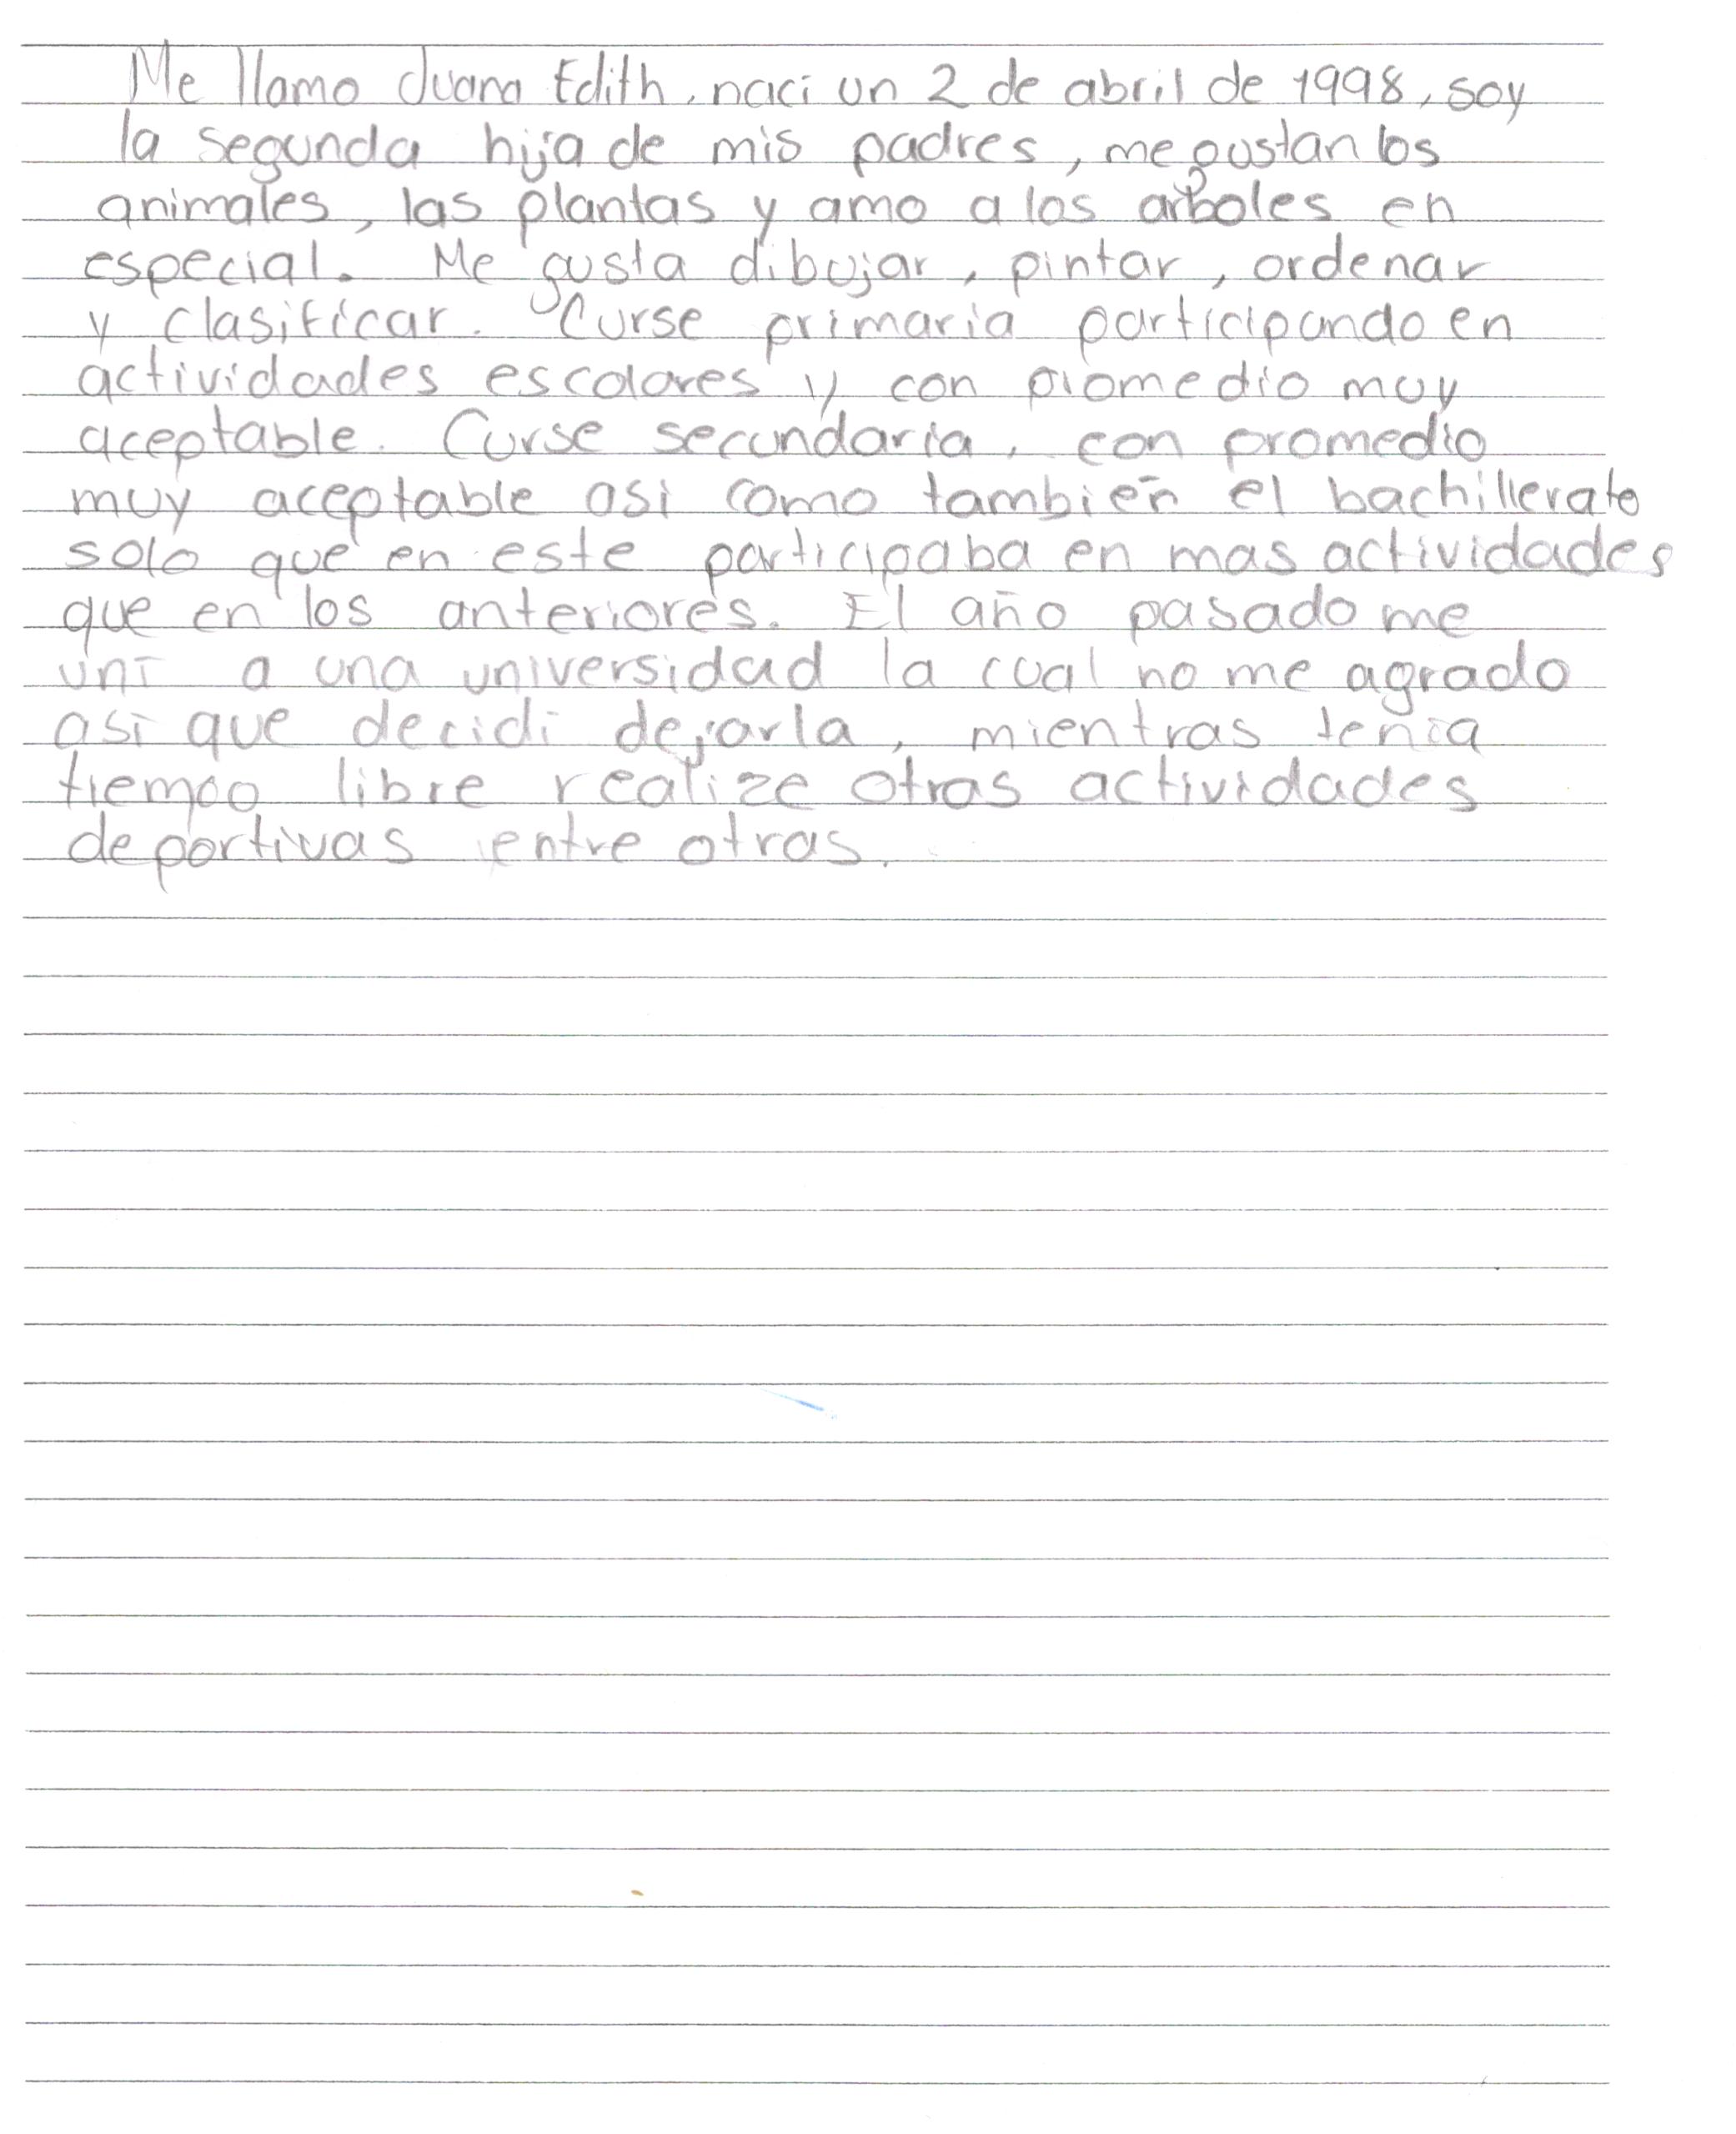 Me llamo Juana Edith, naci un 2 de abril de 1998, soy
la segunda hija de mis padres, me gustan los
animales, las plantas y amo a los arboles en
especial. Me gusta dibujar, pintar, ordenar
y clasificar. Curse primaria participando en
actividades escolares y con promedio muy
aceptable. Curse secundaria, con promedio
muy aceptable asi como también el bachillerato
solo que en este participaba en mas actividades
que en los anteriores. El año pasado me
uni a una universidad la cual no me agrado
asi que decidi dejarla, mientras tenia
tiempo libre realize otras actividades
deportivas entre otras.